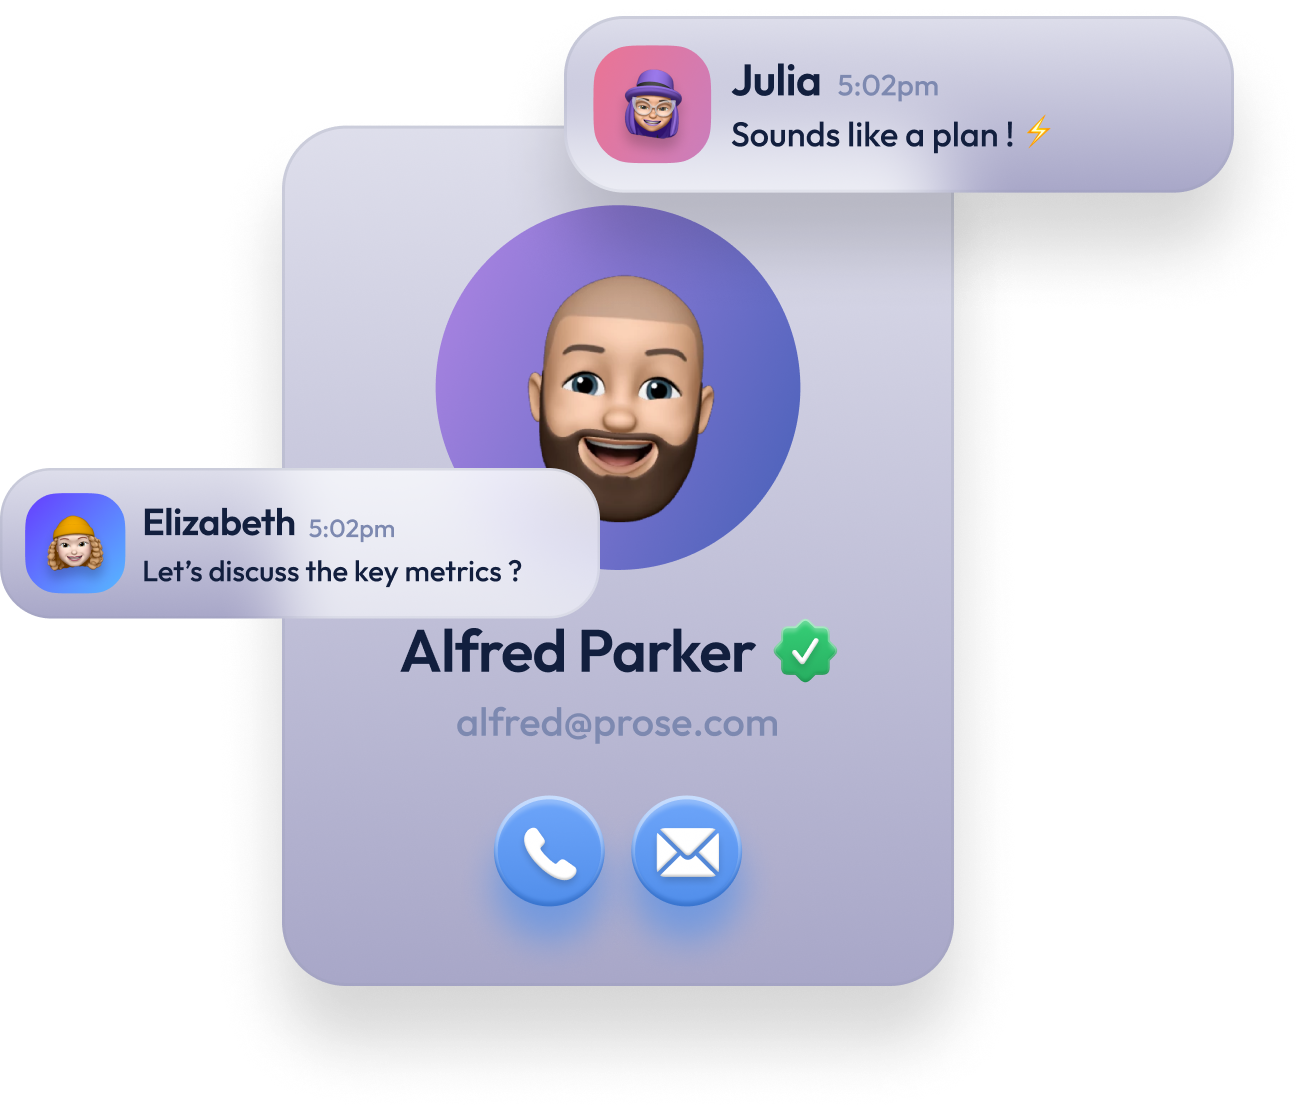 Julia 5:02pm
Sounds like a plan ! ⚡
Elizabeth 5:02pm
Let’s discuss the key metrics ?
Alfred Parker
alfred@prose.com